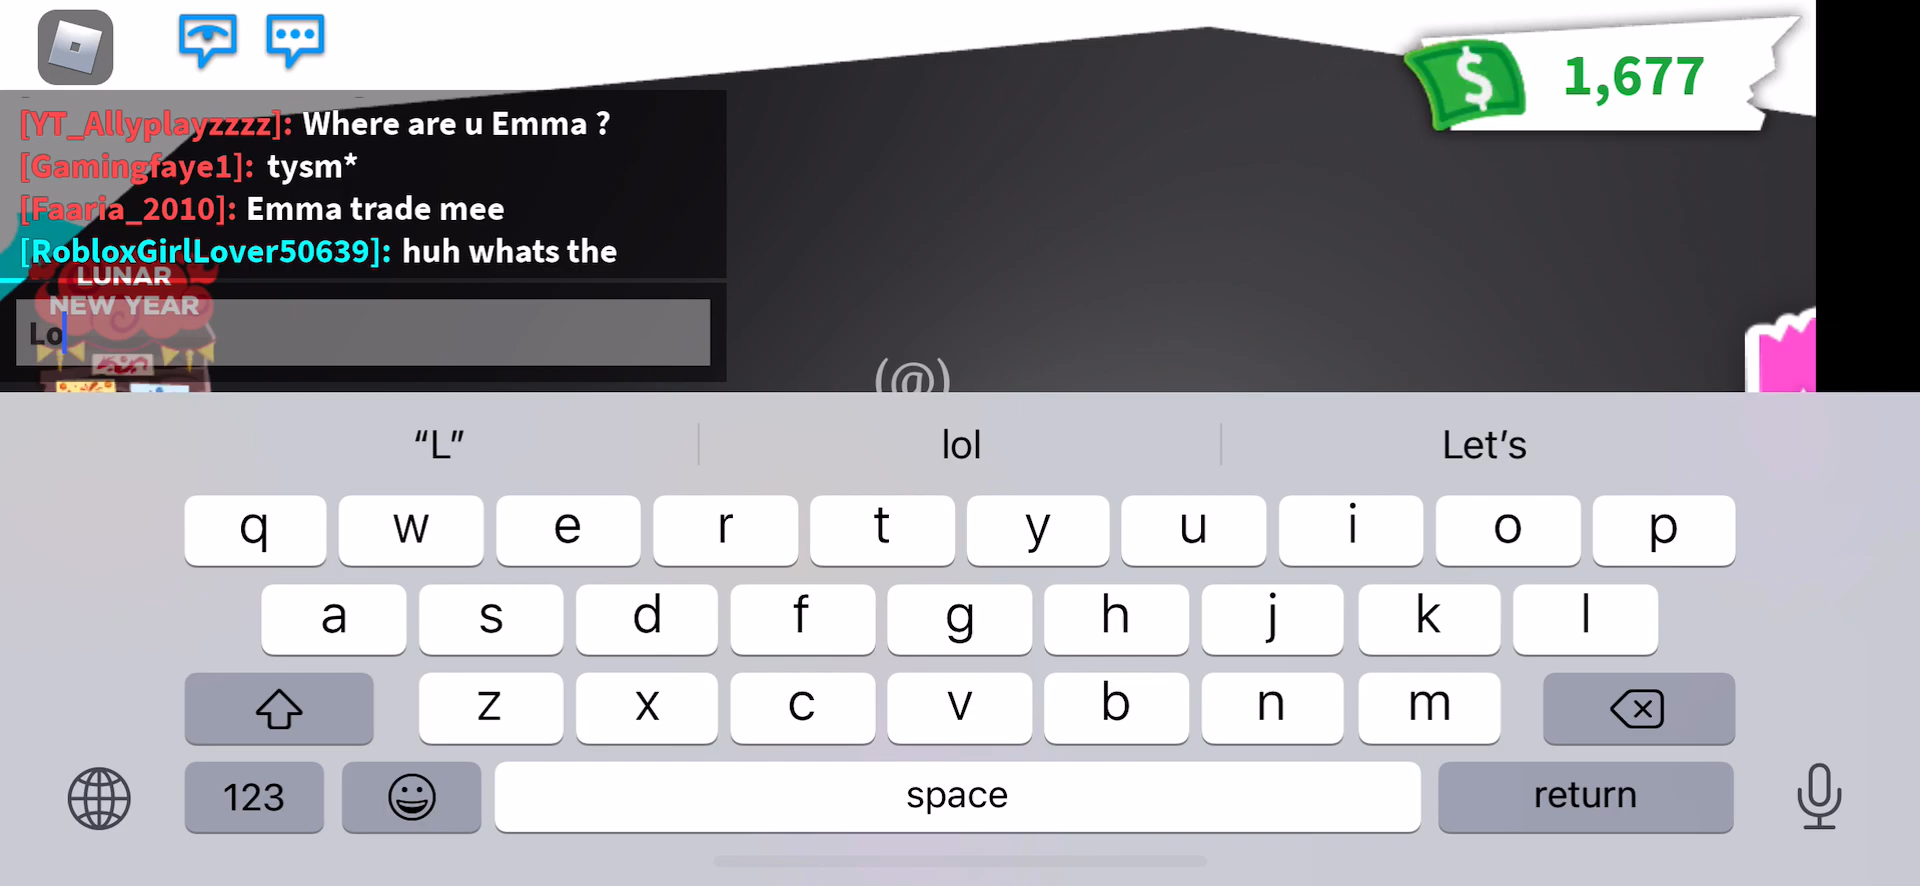 1,677
[YT_Allyplayzzzz]: Where are u Emma ?
[Gamingfaye1]: tysm*
[Faaria_2010]: Emma trade mee
[RobloxGirlLover50639]: huh whats the
LUNAR
NEW YEAR
Lo
(@)
“L” lol Let’s
q w e r t y u i o p
a s d f g h j k l
z x c v b n m
123 space return